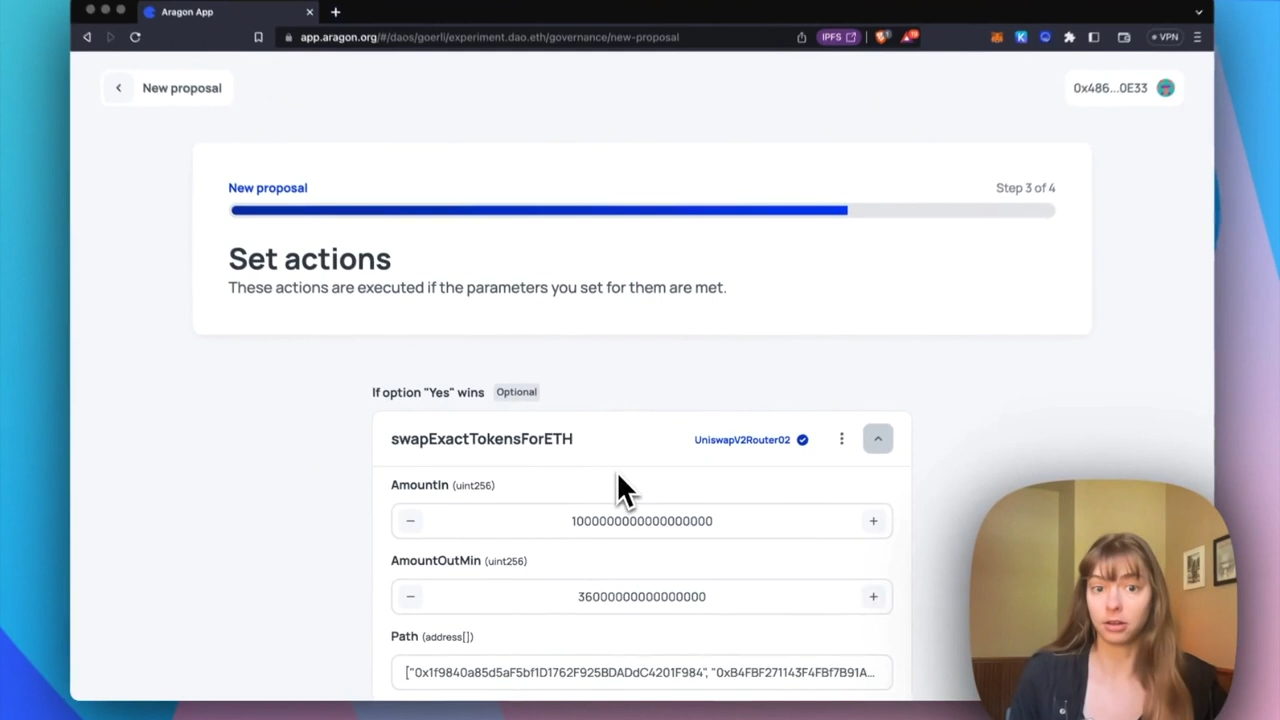 Aragon App
app.aragon.org/#/daos/goerli/experiment.dao.eth/governance/new-proposal
IPFS
VPN
New proposal
0x486...0E33
New proposal
Step 3 of 4
Set actions
These actions are executed if the parameters you set for them are met.
If option "Yes" wins
Optional
swapExactTokensForETH
UniswapV2Router02
AmountIn (uint256)
1000000000000000000
AmountOutMin (uint256)
36000000000000000
Path (address[])
["0x1f9840a85d5aF5bf1D1762F925BDADdC4201F984", "0xB4FBF271143F4FBf7B91A...